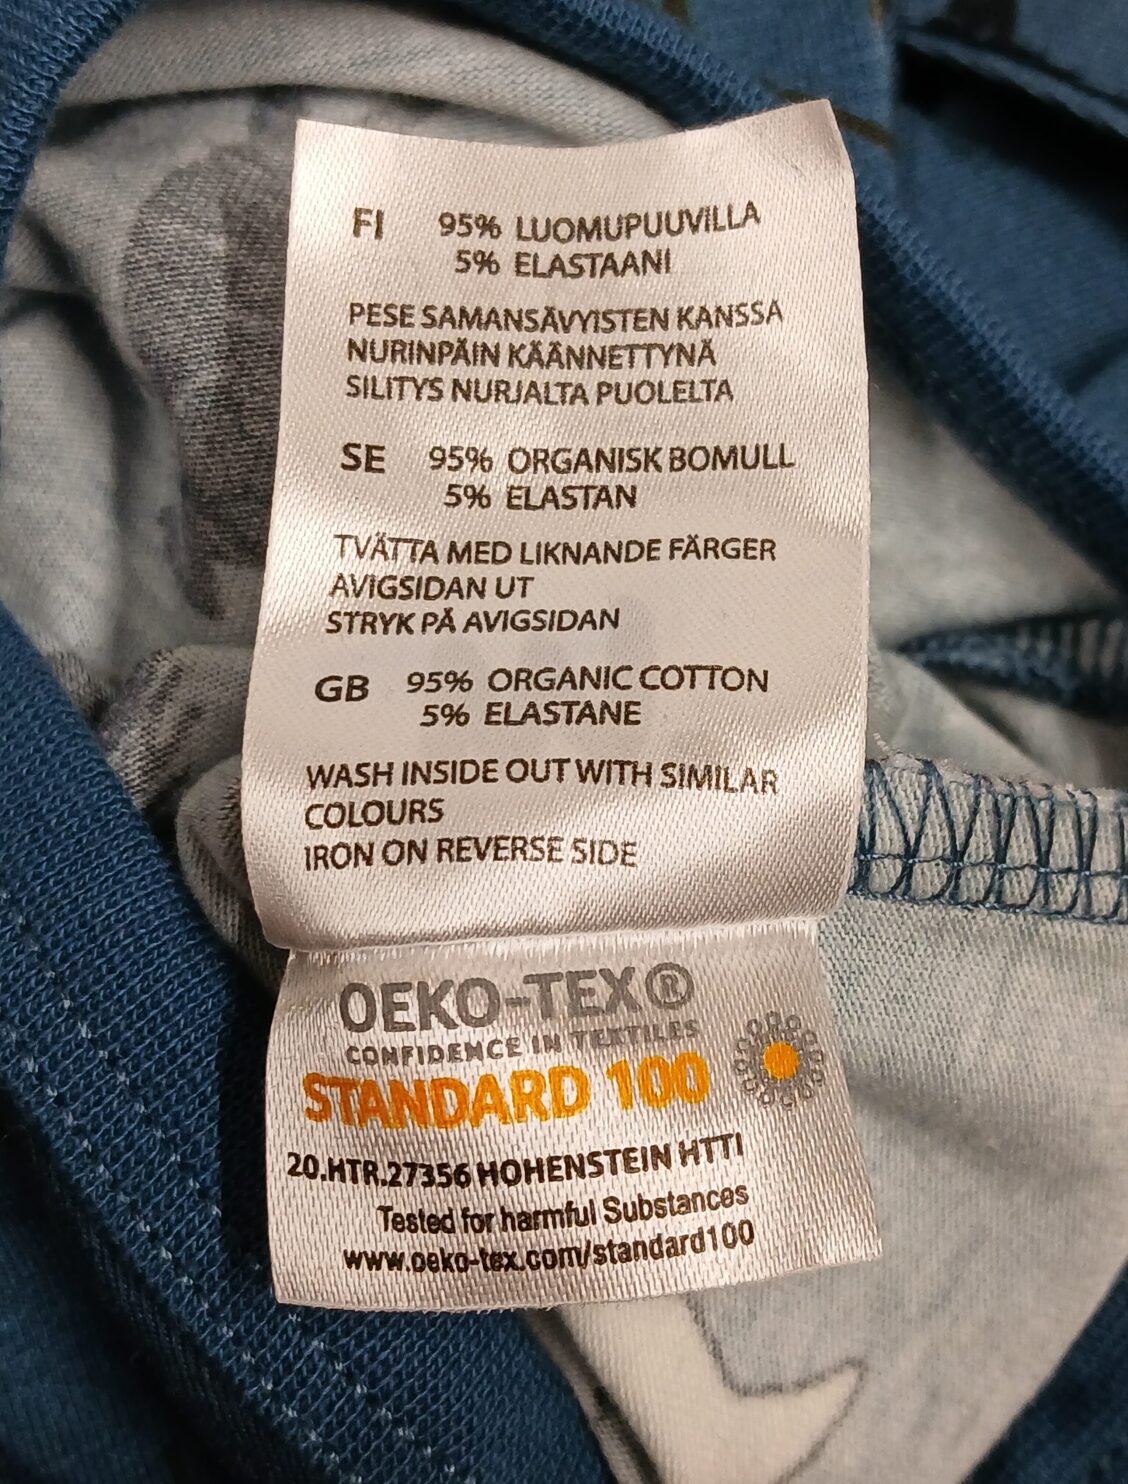 FI 95% LUOMUPUUVILLA
5% ELASTAANI
PESE SAMANSÄVYISTEN KANSSA
NURINPÄIN KÄÄNNETTYNÄ
SILITYS NURJALTA PUOLELTA
SE 95% ORGANISK BOMULL
5% ELASTAN
TVÄTTA MED LIKNANDE FÄRGER
AVIGSIDAN UT
STRYK PÅ AVIGSIDAN
GB 95% ORGANIC COTTON
5% ELASTANE
WASH INSIDE OUT WITH SIMILAR
COLOURS
IRON ON REVERSE SIDE
OEKO-TEX®
CONFIDENCE IN TEXTILES
STANDARD 100
20.HTR.27356 HOHENSTEIN HTTI
Tested for harmful Substances
www.oeko-tex.com/standard100